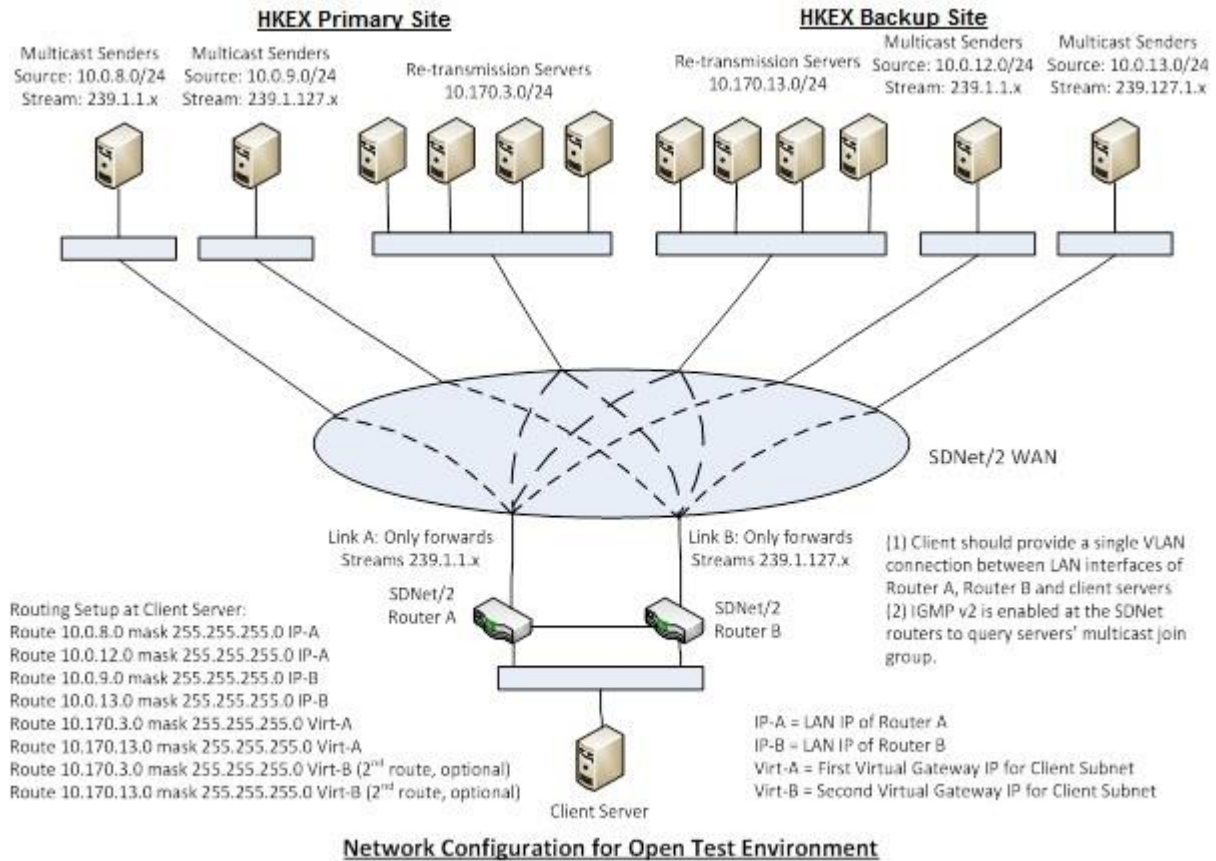 HKEX Primary Site
HKEX Backup Site
Multicast Senders
Source: 10.0.8.0/24
Stream: 239.1.1.x
Multicast Senders
Source: 10.0.9.0/24
Stream: 239.1.127.x
Re-transmission Servers
10.170.3.0/24
Re-transmission Servers
10.170.13.0/24
Multicast Senders
Source: 10.0.12.0/24
Stream: 239.1.1.x
Multicast Senders
Source: 10.0.13.0/24
Stream: 239.127.1.x
SDNet/2 WAN
Link A: Only forwards
Streams 239.1.1.x
Link B: Only forwards
Streams 239.1.127.x
SDNet/2
Router A
SDNet/2
Router B
(1) Client should provide a single VLAN
connection between LAN interfaces of
Router A, Router B and client servers
(2) IGMP v2 is enabled at the SDNet
routers to query servers' multicast join
group.
Routing Setup at Client Server:
Route 10.0.8.0 mask 255.255.255.0 IP-A
Route 10.0.12.0 mask 255.255.255.0 IP-A
Route 10.0.9.0 mask 255.255.255.0 IP-B
Route 10.0.13.0 mask 255.255.255.0 IP-B
Route 10.170.3.0 mask 255.255.255.0 Virt-A
Route 10.170.13.0 mask 255.255.255.0 Virt-A
Route 10.170.3.0 mask 255.255.255.0 Virt-B (2nd route, optional)
Route 10.170.13.0 mask 255.255.255.0 Virt-B (2nd route, optional)
Client Server
IP-A = LAN IP of Router A
IP-B = LAN IP of Router B
Virt-A = First Virtual Gateway IP for Client Subnet
Virt-B = Second Virtual Gateway IP for Client Subnet
Network Configuration for Open Test Environment